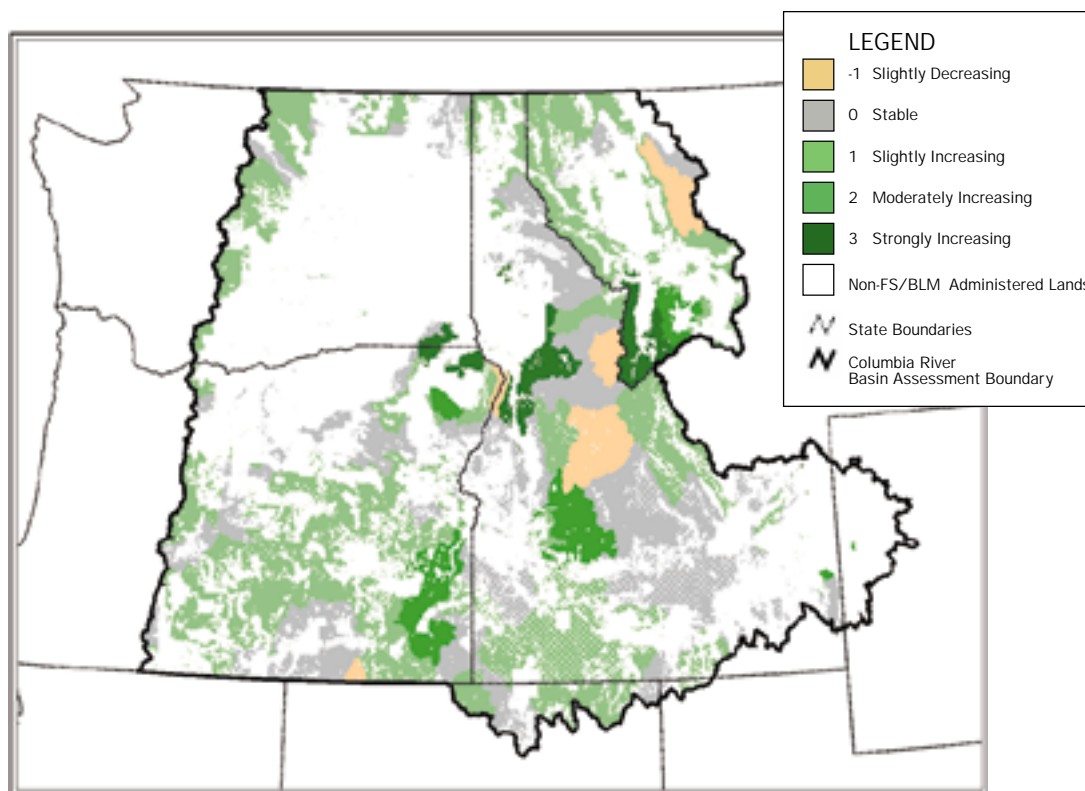 LEGEND
-1 Slightly Decreasing
0 Stable
1 Slightly Increasing
2 Moderately Increasing
3 Strongly Increasing
Non-FS/BLM Administered Lands
State Boundaries
Columbia River
Basin Assessment Boundary